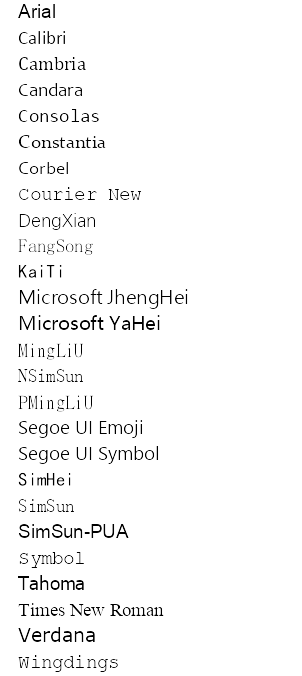 Arial
Calibri
Cambria
Candara
Consolas
Constantia
Corbel
Courier New
DengXian
FangSong
KaiTi
Microsoft JhengHei
Microsoft YaHei
MingLiU
NSimSun
PMingLiU
Segoe UI Emoji
Segoe UI Symbol
SimHei
SimSun
SimSun-PUA
Symbol
Tahoma
Times New Roman
Verdana
Wingdings